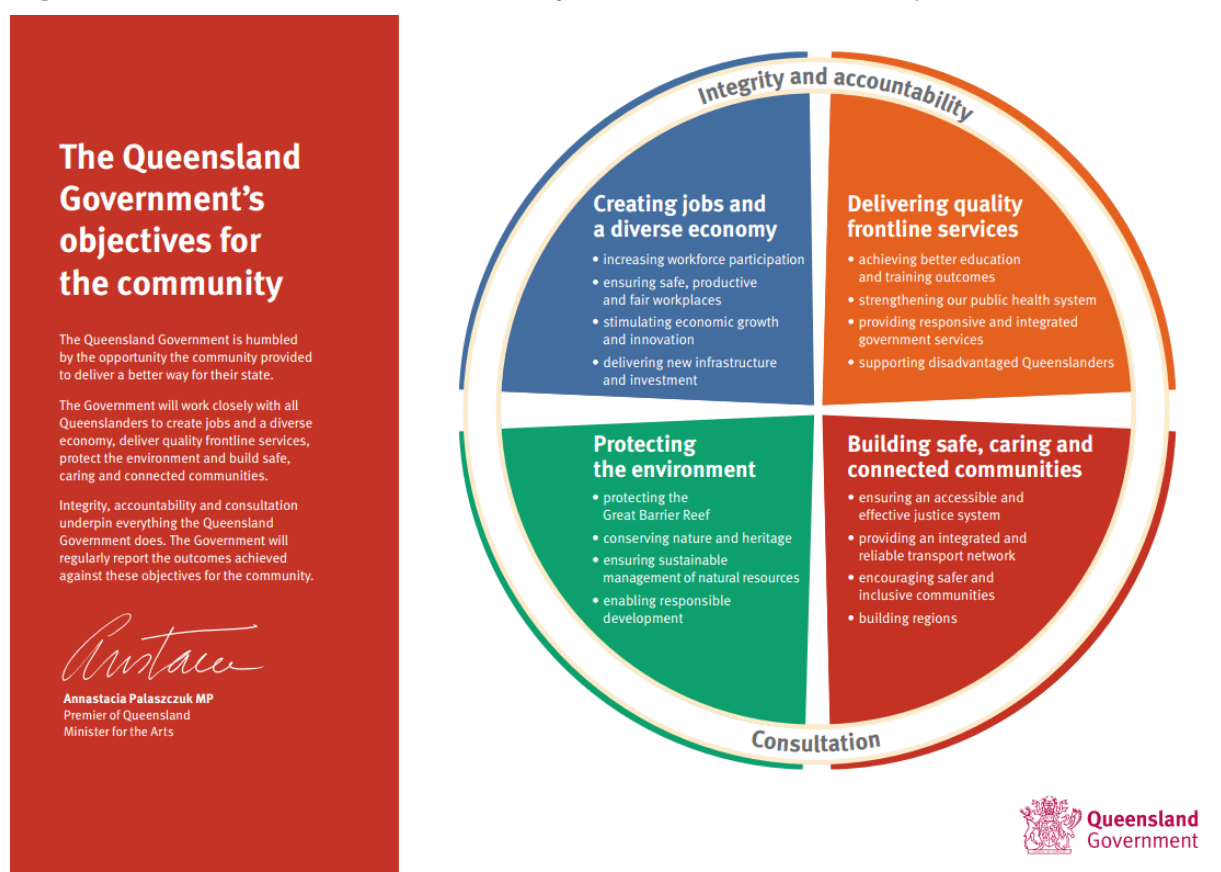 The Queensland
Government’s
objectives for
the community
The Queensland Government is humbled
by the opportunity the community provided
to deliver a better way for their state.
The Government will work closely with all
Queenslanders to create jobs and a diverse
economy, deliver quality frontline services,
protect the environment and build safe,
caring and connected communities.
Integrity, accountability and consultation
underpin everything the Queensland
Government does. The Government will
regularly report the outcomes achieved
against these objectives for the community.
Annastacia Palaszczuk MP
Premier of Queensland
Minister for the Arts
Integrity and accountability
Creating jobs and
a diverse economy
• increasing workforce participation
• ensuring safe, productive
and fair workplaces
• stimulating economic growth
and innovation
• delivering new infrastructure
and investment
Delivering quality
frontline services
• achieving better education
and training outcomes
• strengthening our public health system
• providing responsive and integrated
government services
• supporting disadvantaged Queenslanders
Protecting
the environment
• protecting the
Great Barrier Reef
• conserving nature and heritage
• ensuring sustainable
management of natural resources
• enabling responsible
development
Building safe, caring and
connected communities
• ensuring an accessible and
effective justice system
• providing an integrated and
reliable transport network
• encouraging safer and
inclusive communities
• building regions
Consultation
Queensland
Government